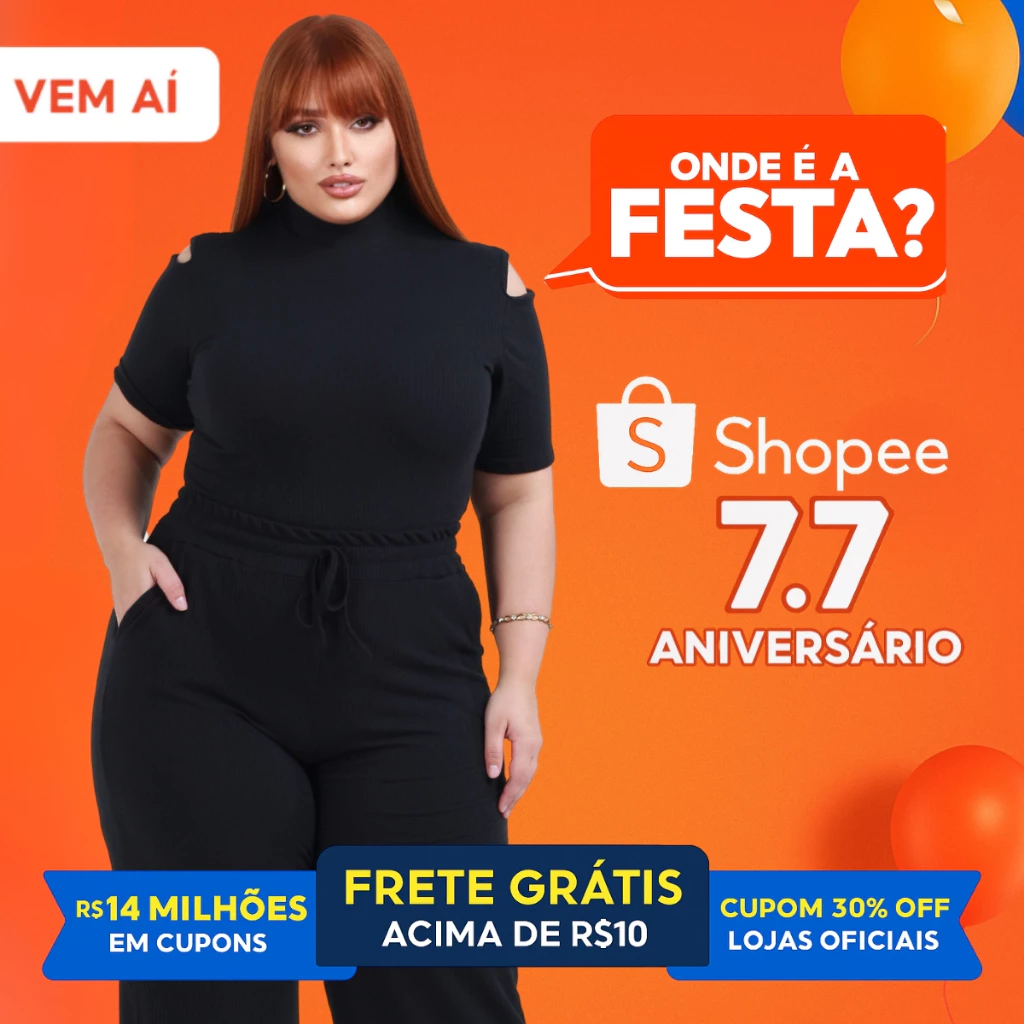 VEM AÍ
ONDE É A
FESTA?
S
Shopee
7.7
ANIVERSÁRIO
R$14 MILHÕES
EM CUPONS
FRETE GRÁTIS
ACIMA DE R$10
CUPOM 30% OFF
LOJAS OFICIAIS